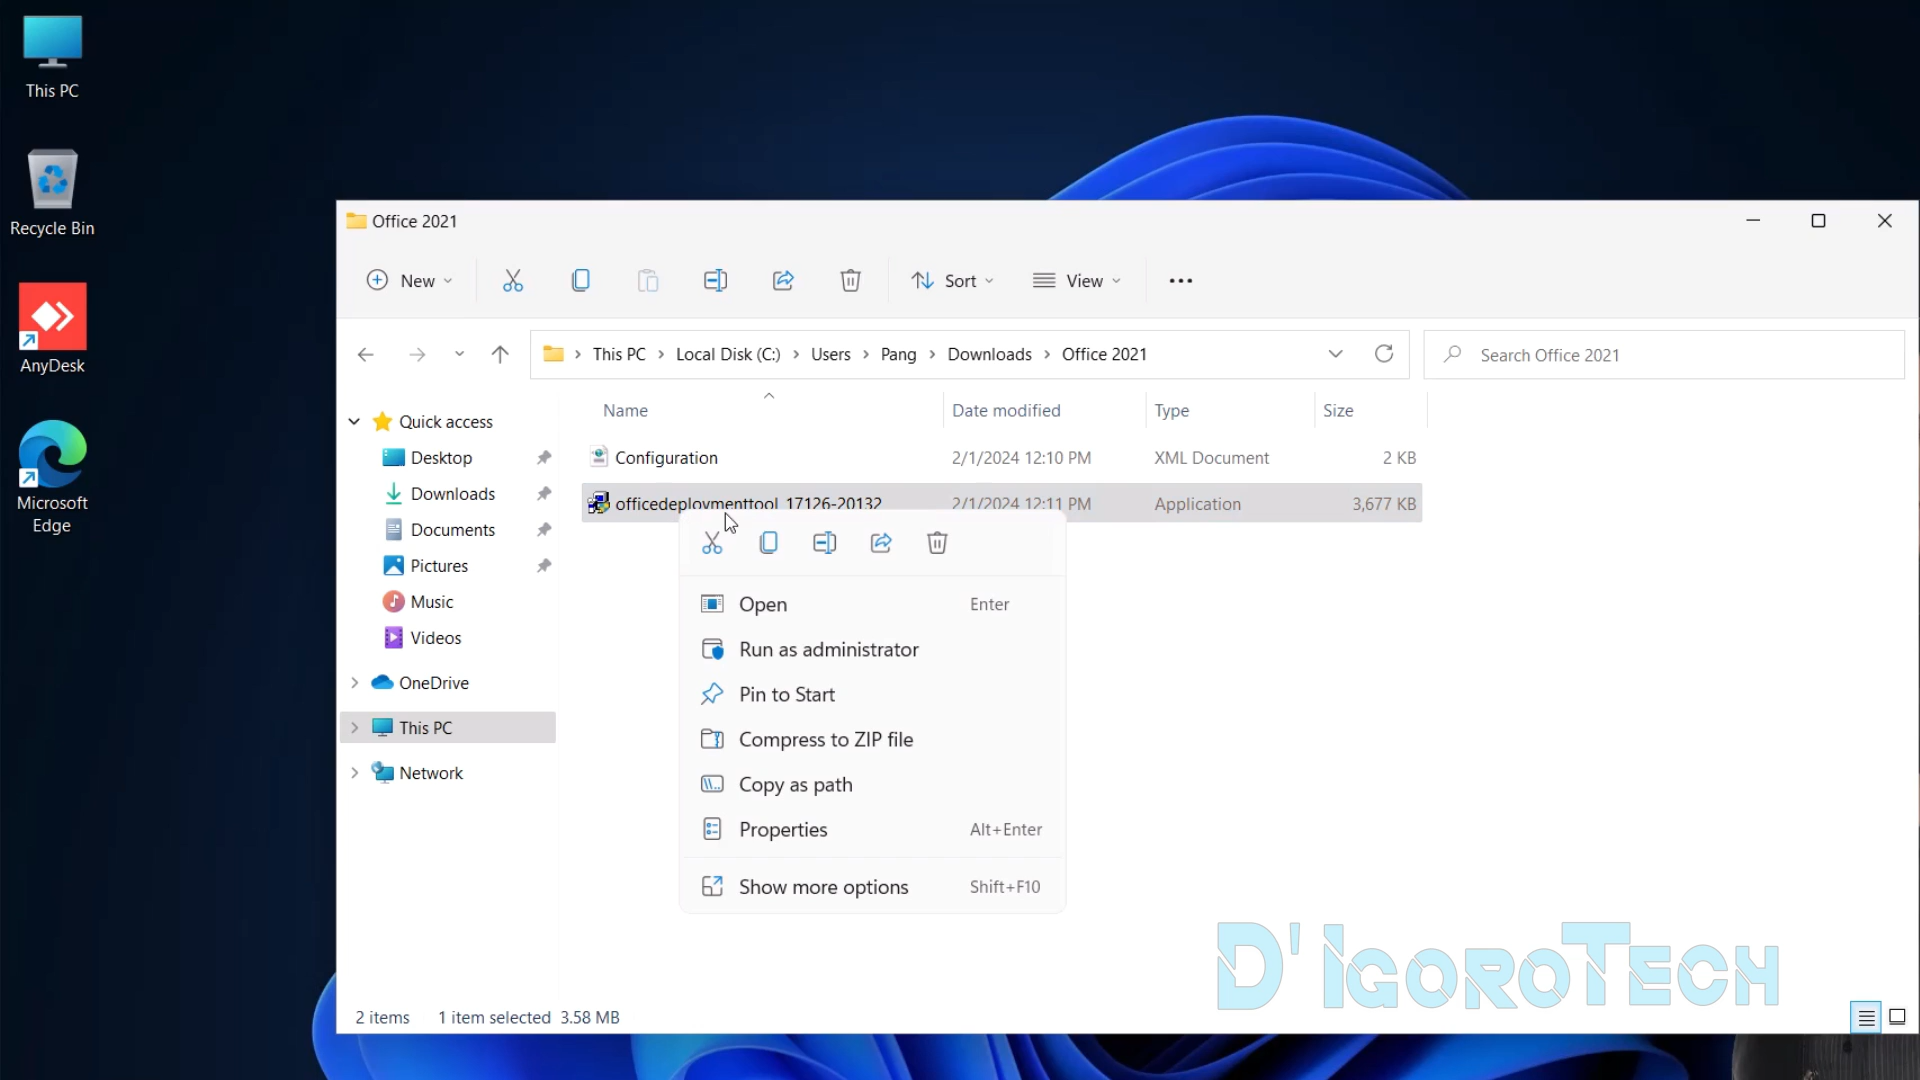 This PC
Recycle Bin
AnyDesk
Microsoft
Edge
Office 2021
New
Sort
View
This PC > Local Disk (C:) > Users > Pang > Downloads > Office 2021
Search Office 2021
Name Date modified Type Size
Configuration 2/1/2024 12:10 PM XML Document 2 KB
officedeploymenttool_17126-20132 2/1/2024 12:11 PM Application 3,677 KB
Quick access
Desktop
Downloads
Documents
Pictures
Music
Videos
OneDrive
This PC
Network
Open Enter
Run as administrator
Pin to Start
Compress to ZIP file
Copy as path
Properties Alt+Enter
Show more options Shift+F10
D'IGOROTECH
2 items 1 item selected 3.58 MB